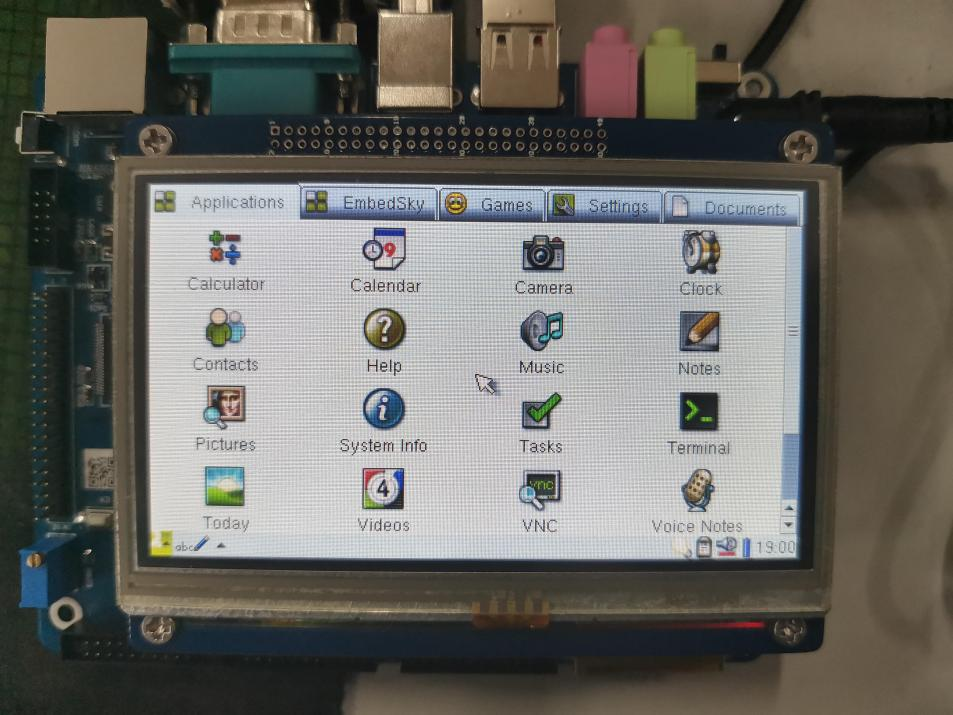 Applications EmbedSky Games Settings Documents
Calculator Calendar Camera Clock
Contacts Help Music Notes
Pictures System Info Tasks Terminal
Today Videos VNC Voice Notes
abc 19:00